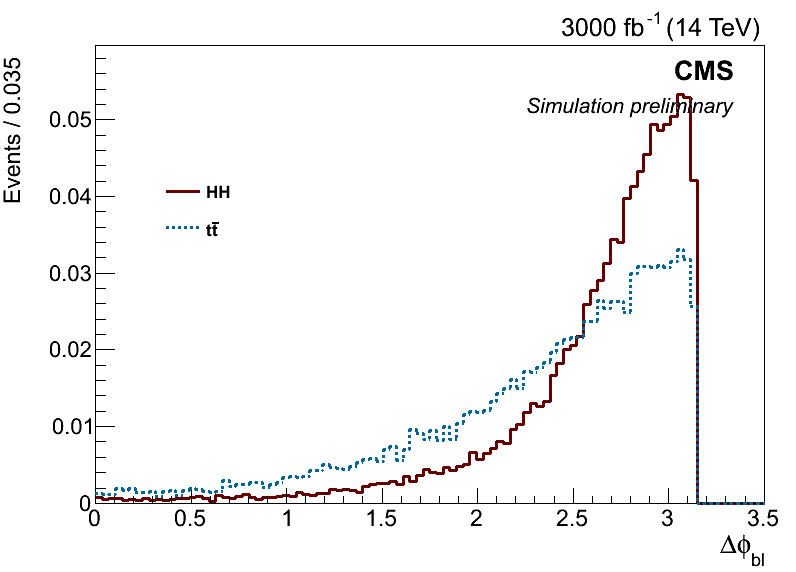 3000 fb⁻¹ (14 TeV)
CMS
Simulation preliminary
Events / 0.035
0.05
0.04
0.03
0.02
0.01
0
HH
tt̄
0 0.5 1 1.5 2 2.5 3 3.5
Δϕbl